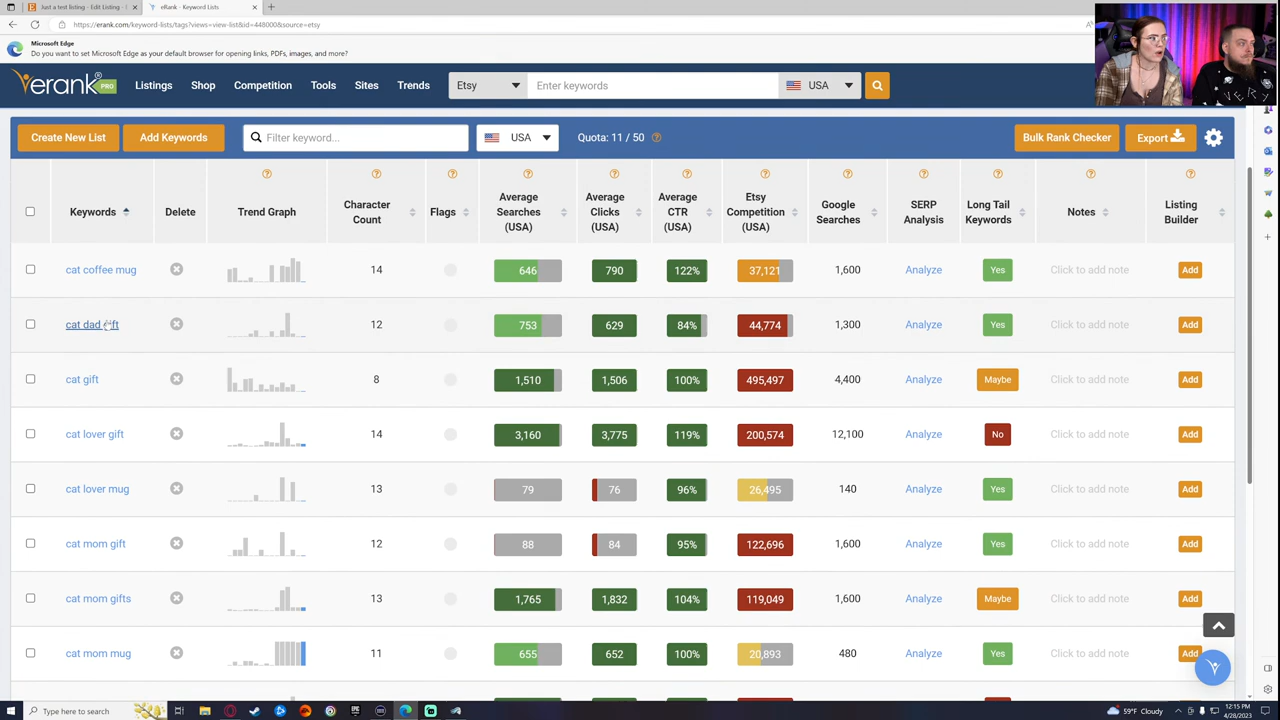 Just a test listing - Edit Listing -
eRank - Keyword Lists
https://erank.com/keyword-lists/tags?views=view-list&id=448000&source=etsy
Microsoft Edge
Do you want to set Microsoft Edge as your default browser for opening links, PDFs, images, and more?
erank PRO
Listings Shop Competition Tools Sites Trends
Etsy Enter keywords USA
Create New List Add Keywords Filter keyword... USA Quota: 11 / 50 Bulk Rank Checker Export
Keywords Delete Trend Graph Character Count Flags Average Searches (USA) Average Clicks (USA) Average CTR (USA) Etsy Competition (USA) Google Searches SERP Analysis Long Tail Keywords Notes Listing Builder
cat coffee mug 14 646 790 122% 37,121 1,600 Analyze Yes Click to add note Add
cat dad gift 12 753 629 84% 44,774 1,300 Analyze Yes Click to add note Add
cat gift 8 1,510 1,506 100% 495,497 4,400 Analyze Maybe Click to add note Add
cat lover gift 14 3,160 3,775 119% 200,574 12,100 Analyze No Click to add note Add
cat lover mug 13 79 76 96% 26,495 140 Analyze Yes Click to add note Add
cat mom gift 12 88 84 95% 122,696 1,600 Analyze Yes Click to add note Add
cat mom gifts 13 1,765 1,832 104% 119,049 1,600 Analyze Maybe Click to add note Add
cat mom mug 11 655 652 100% 20,893 480 Analyze Yes Click to add note Add
Type here to search
59°F Cloudy
12:15 PM
4/28/2023